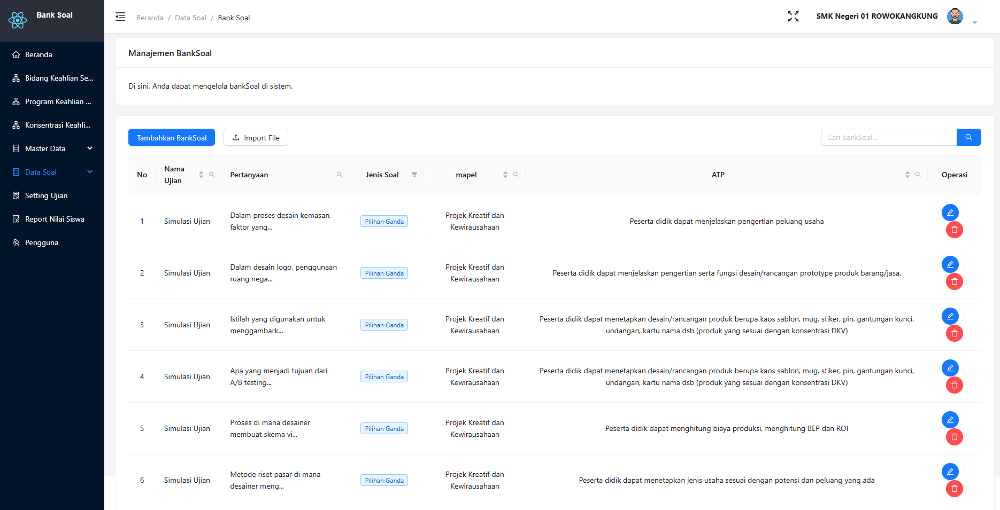 Bank Soal
Beranda / Data Soal / Bank Soal
SMK Negeri 01 ROWOKANGKUNG
Beranda
Bidang Keahlian Se...
Program Keahlian ...
Konsentrasi Keahli...
Master Data
Data Soal
Setting Ujian
Report Nilai Siswa
Pengguna
Manajemen BankSoal
Di sini, Anda dapat mengelola bankSoal di sistem.
Tambahkan BankSoal
Import File
Cari bankSoal...
No
Nama
Ujian
Pertanyaan
Jenis Soal
mapel
ATP
Operasi
1
Simulasi Ujian
Dalam proses desain kemasan,
faktor yang...
Pilihan Ganda
Projek Kreatif dan
Kewirausahaan
Peserta didik dapat menjelaskan pengertian peluang usaha
2
Simulasi Ujian
Dalam desain logo, penggunaan
ruang nega...
Pilihan Ganda
Projek Kreatif dan
Kewirausahaan
Peserta didik dapat menjelaskan pengertian serta fungsi desain/rancangan prototype produk barang/jasa.
3
Simulasi Ujian
Istilah yang digunakan untuk
menggambark...
Pilihan Ganda
Projek Kreatif dan
Kewirausahaan
Peserta didik dapat menetapkan desain/rancangan produk berupa kaos sablon, mug, stiker, pin, gantungan kunci,
undangan, kartu nama dsb (produk yang sesuai dengan konsentrasi DKV)
4
Simulasi Ujian
Apa yang menjadi tujuan dari
A/B testing...
Pilihan Ganda
Projek Kreatif dan
Kewirausahaan
Peserta didik dapat menetapkan desain/rancangan produk berupa kaos sablon, mug, stiker, pin, gantungan kunci,
undangan, kartu nama dsb (produk yang sesuai dengan konsentrasi DKV)
5
Simulasi Ujian
Proses di mana desainer
membuat skema vi...
Pilihan Ganda
Projek Kreatif dan
Kewirausahaan
Peserta didik dapat menghitung biaya produksi, menghitung BEP dan ROI
6
Simulasi Ujian
Metode riset pasar di mana
desainer meng...
Pilihan Ganda
Projek Kreatif dan
Kewirausahaan
Peserta didik dapat menetapkan jenis usaha sesuai dengan potensi dan peluang yang ada